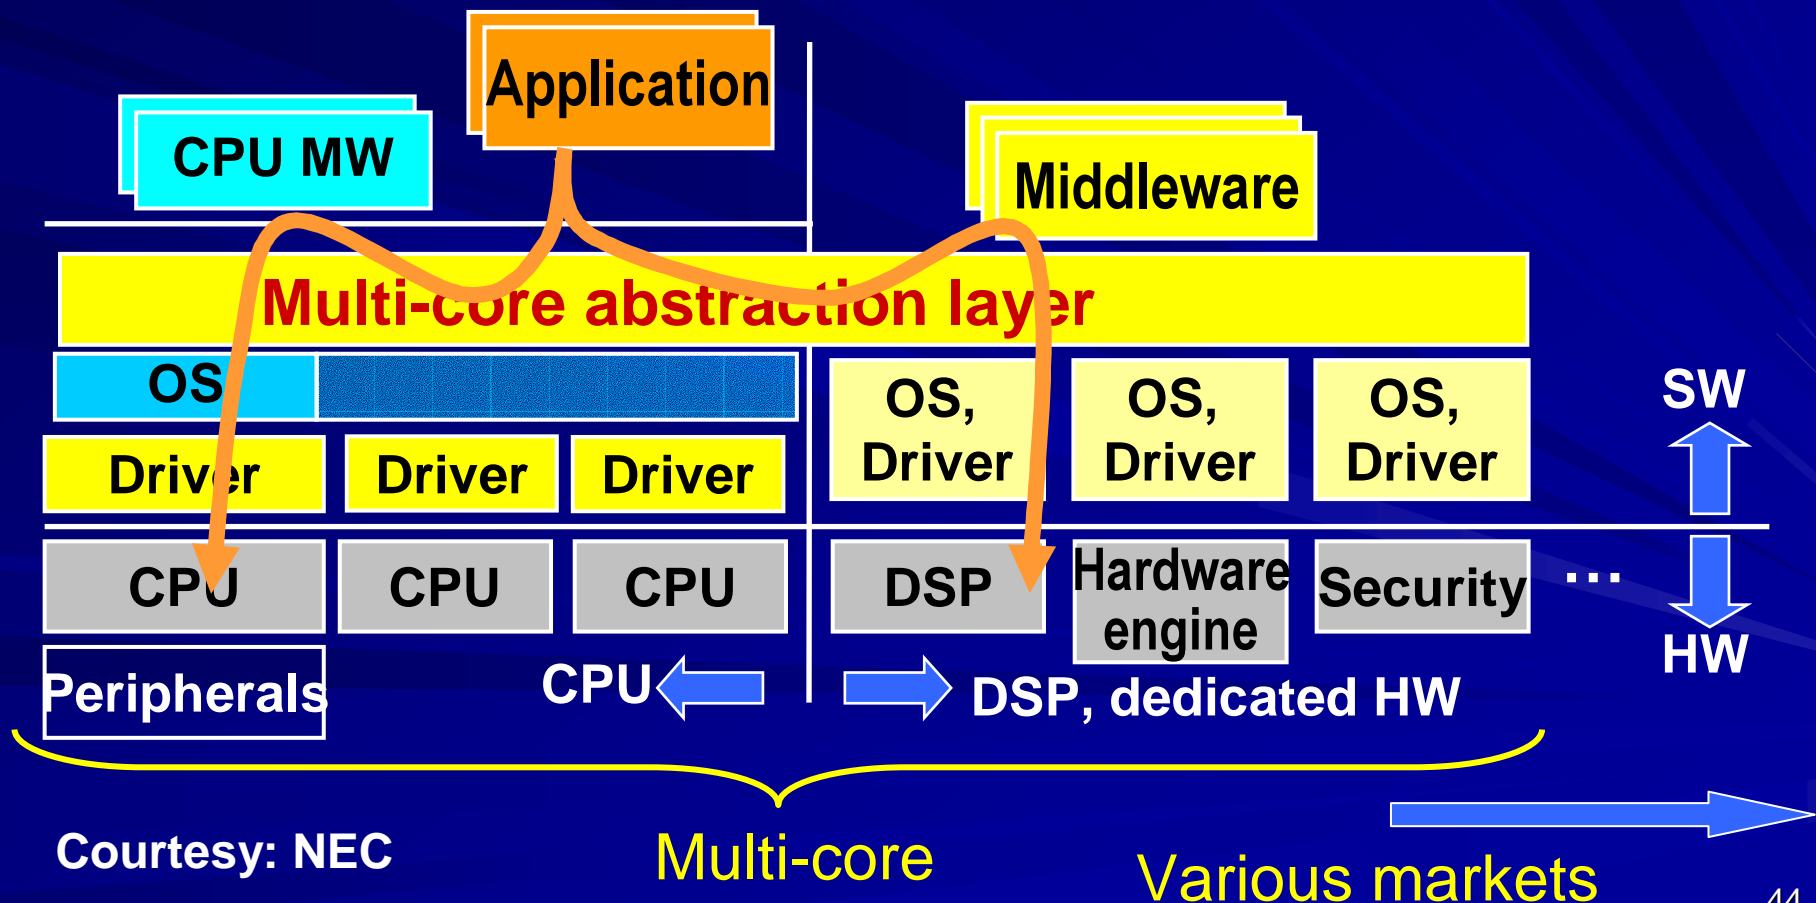 Application
CPU MW
Middleware
Multi-core abstraction layer
OS
OS,
Driver
OS,
Driver
OS,
Driver
SW
Driver
Driver
Driver
CPU
CPU
CPU
DSP
Hardware
engine
Security
...
HW
Peripherals
CPU
DSP, dedicated HW
Courtesy: NEC
Multi-core
Various markets
44